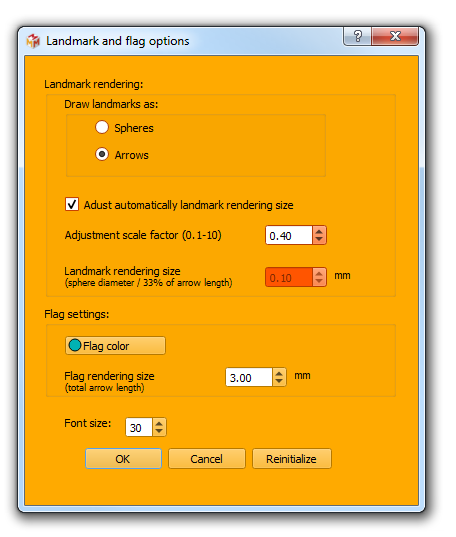 Landmark and flag options
?
Landmark rendering:
Draw landmarks as:
Spheres
Arrows
Adust automatically landmark rendering size
Adjustment scale factor (0.1-10)
0.40
Landmark rendering size
(sphere diameter / 33% of arrow length)
0.10
mm
Flag settings:
Flag color
Flag rendering size
(total arrow length)
3.00
mm
Font size:
30
OK
Cancel
Reinitialize